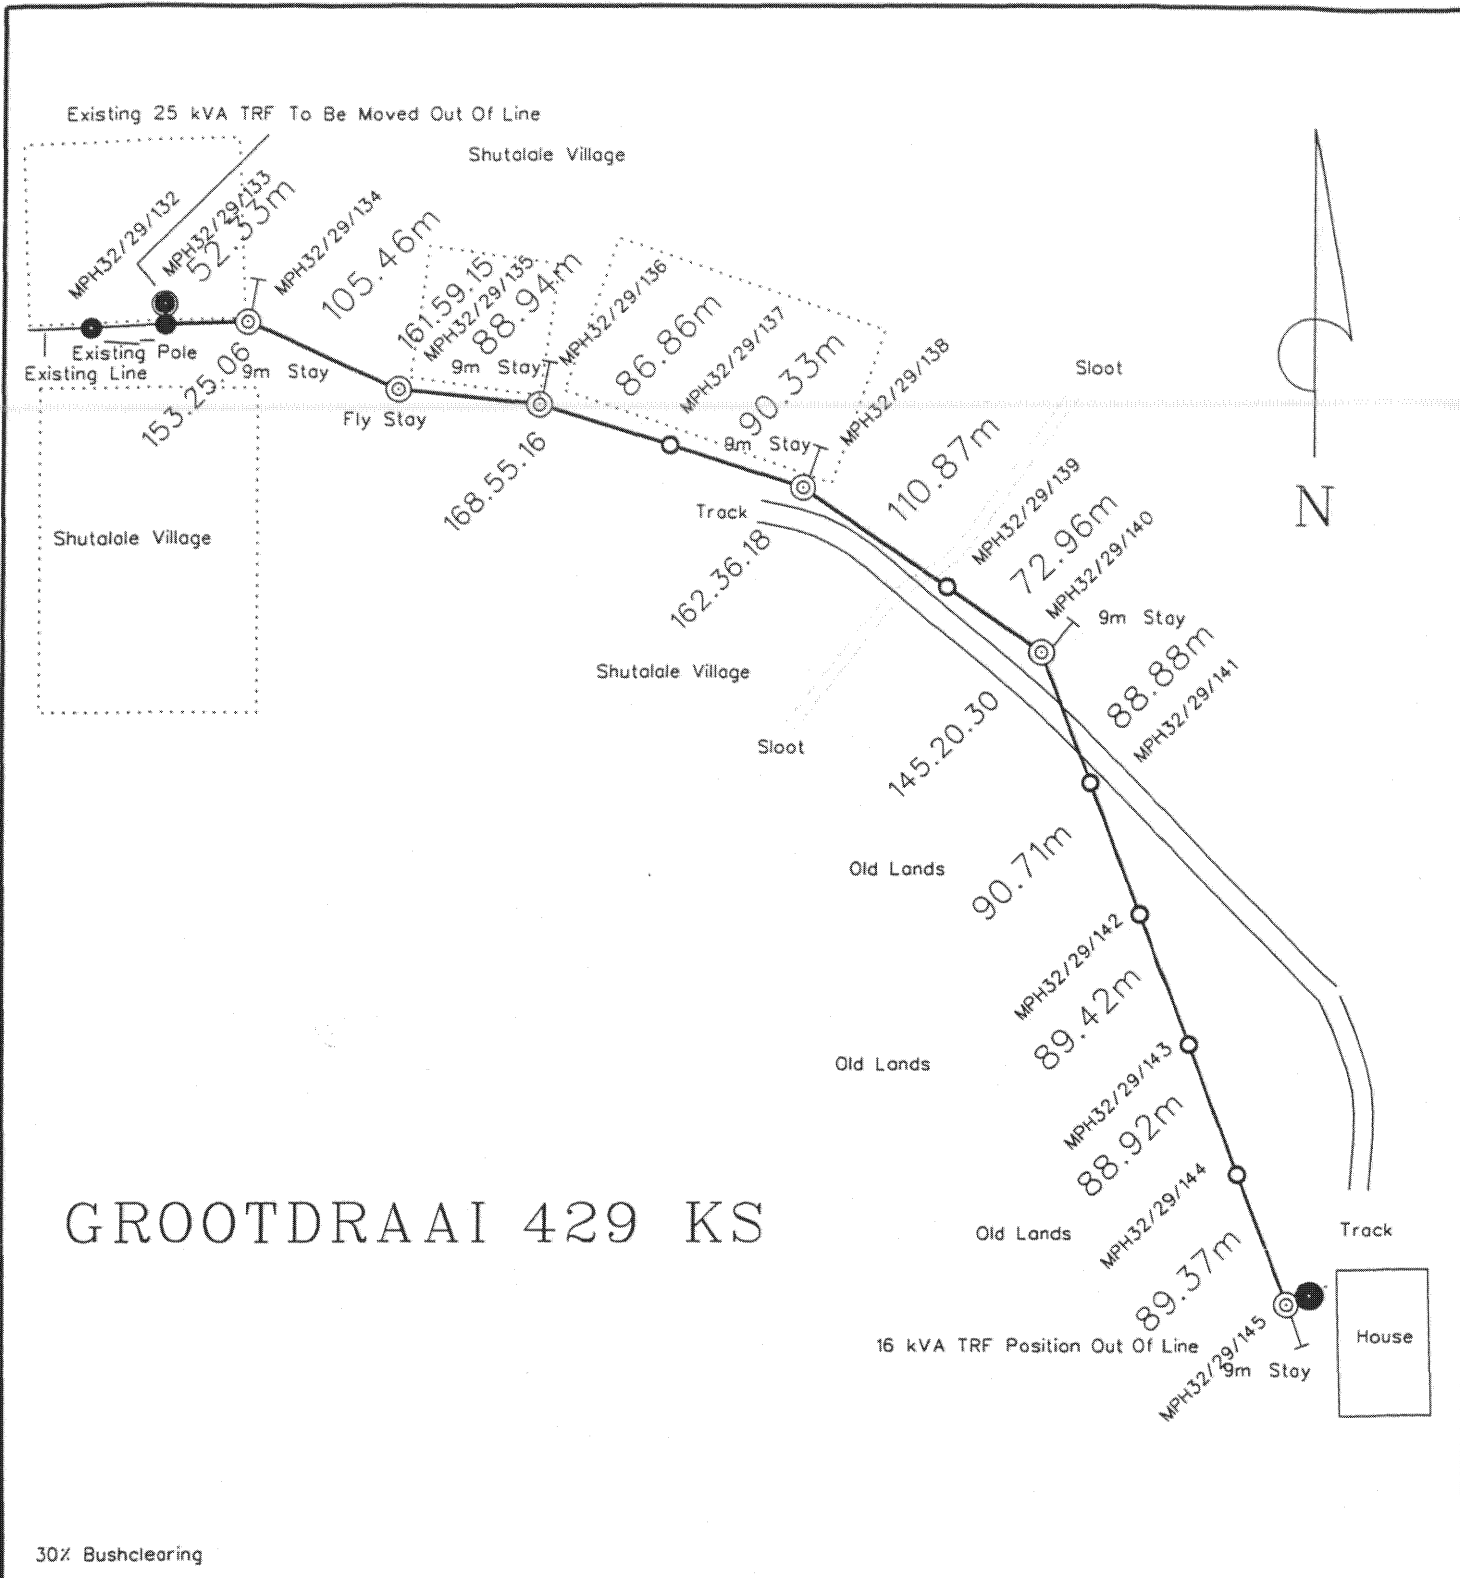 Existing 25 kVA TRF To Be Moved Out Of Line
Shutalale Village
MPH32/29/132
MPH32/29/133
52.33m
MPH32/29/134
105.46m
161.59.15
MPH32/29/135
88.94m
MPH32/29/136
86.86m
MPH32/29/137
90.33m
MPH32/29/138
Existing Pole
Existing Line
153.25.06
9m Stay
Fly Stay
9m Stay
168.55.16
9m Stay
Sloot
110.87m
MPH32/29/139
72.96m
MPH32/29/140
N
Track
162.36.18
Shutalale Village
9m Stay
88.88m
MPH32/29/141
Shutalale Village
145.20.30
Sloot
Old Lands
90.71m
MPH32/29/142
89.42m
Old Lands
MPH32/29/143
88.92m
GROOTDRAAI 429 KS
Old Lands
MPH32/29/144
89.37m
Track
16 kVA TRF Position Out Of Line
MPH32/29/145
9m Stay
House
30% Bushclearing